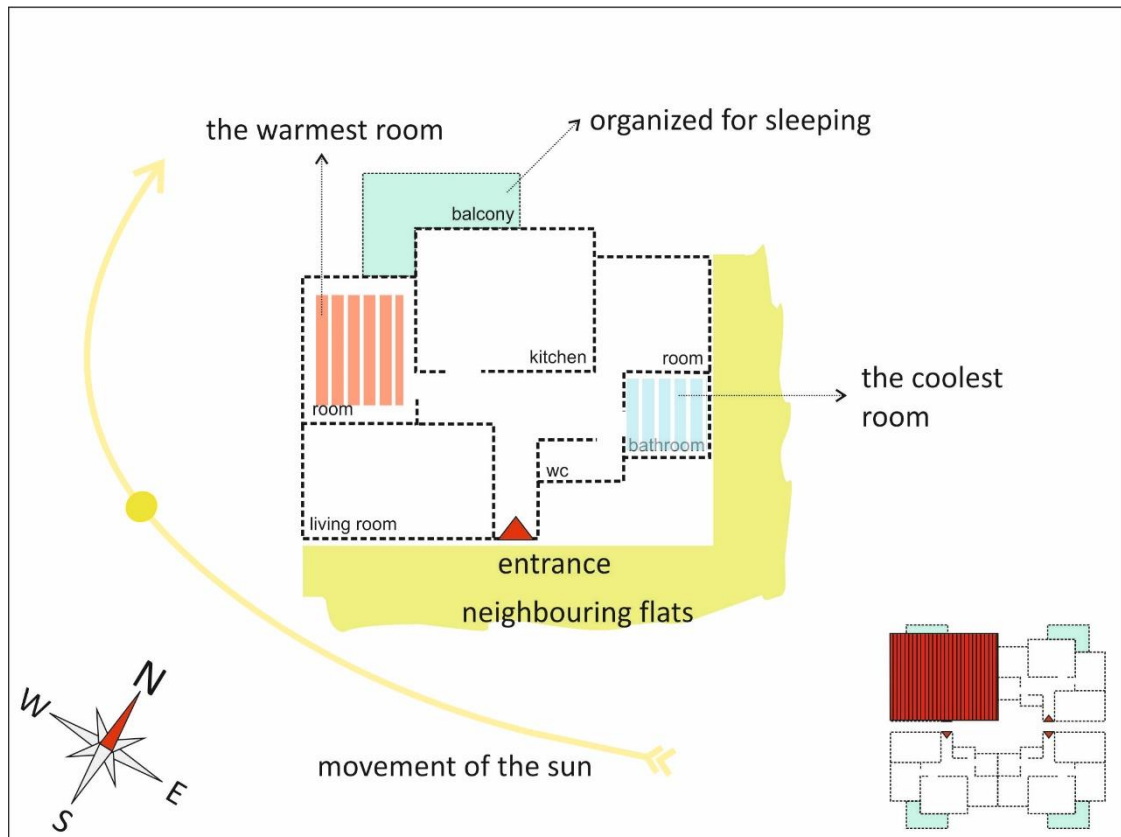 the warmest room
organized for sleeping
balcony
kitchen
room
the coolest
room
room
bathroom
wc
living room
entrance
neighbouring flats
N
W
E
S
movement of the sun